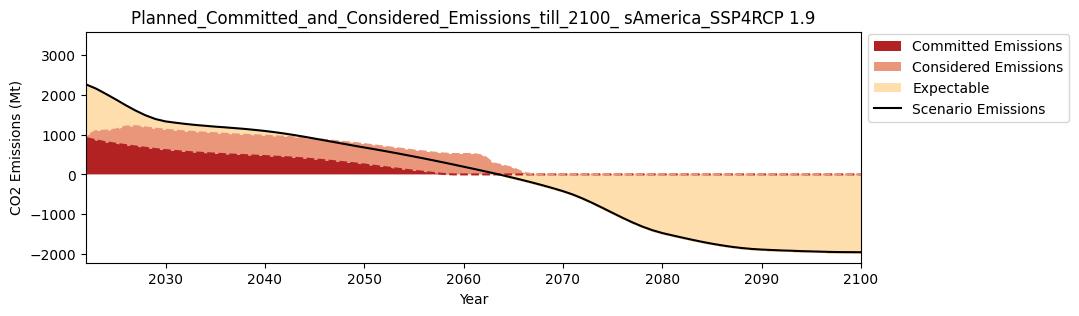 Planned_Committed_and_Considered_Emissions_till_2100_ sAmerica_SSP4RCP 1.9
3000
2000
1000
0
−1000
−2000
CO2 Emissions (Mt)
2030
2040
2050
2060
2070
2080
2090
2100
Year
Committed Emissions
Considered Emissions
Expectable
Scenario Emissions